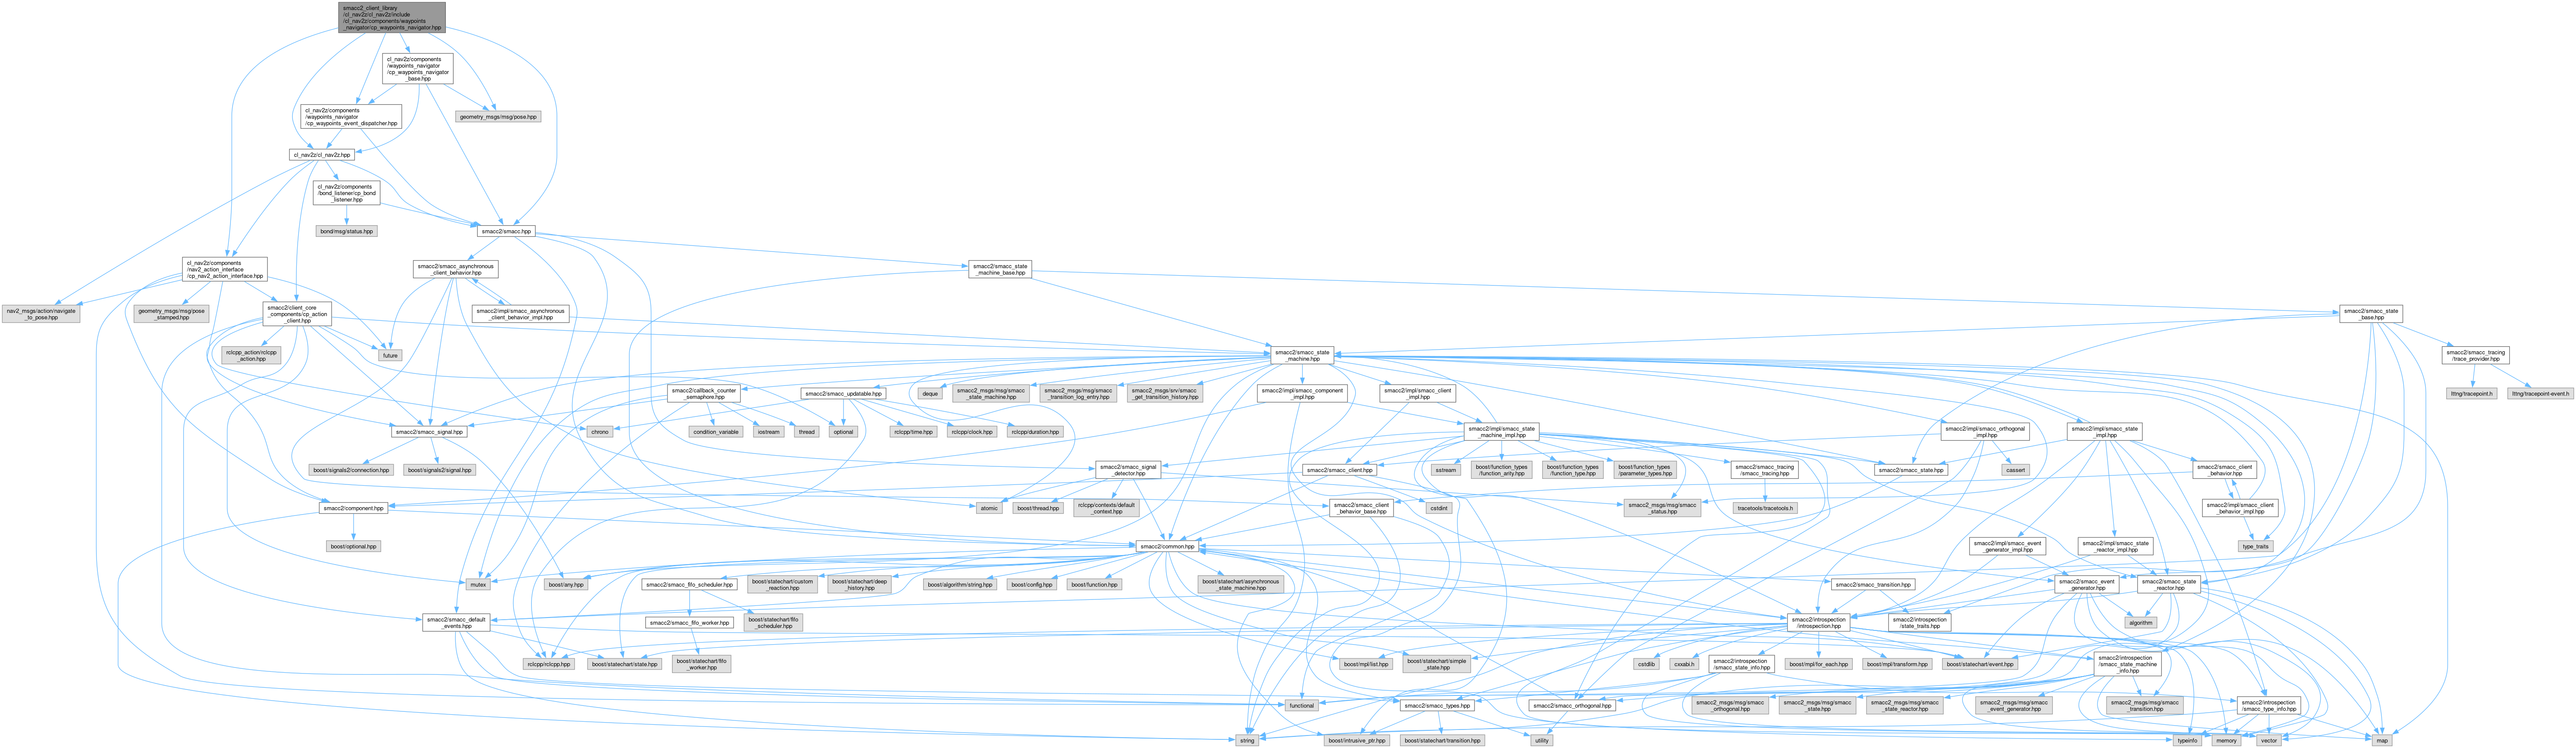 smacc2_client_library
/cl_nav2z/cl_nav2z/include
/cl_nav2z/components/waypoints
_navigator/cp_waypoints_navigator.hpp
cl_nav2z/components
/waypoints_navigator
/cp_waypoints_navigator
_base.hpp
cl_nav2z/components
/waypoints_navigator
/cp_waypoints_event_dispatcher.hpp
geometry_msgs/msg/pose.hpp
cl_nav2z/cl_nav2z.hpp
cl_nav2z/components
/bond_listener/cp_bond
_listener.hpp
bond/msg/status.hpp
smacc2/smacc.hpp
cl_nav2z/components
/nav2_action_interface
/cp_nav2_action_interface.hpp
smacc2/smacc_asynchronous
_client_behavior.hpp
smacc2/smacc_state
_machine_base.hpp
nav2_msgs/action/navigate
_to_pose.hpp
geometry_msgs/msg/pose
_stamped.hpp
smacc2/client_core
_components/cp_action
_client.hpp
smacc2/impl/smacc_asynchronous
_client_behavior_impl.hpp
smacc2/smacc_state
_base.hpp
rclcpp_action/rclcpp
_action.hpp
future
smacc2/smacc_state
_machine.hpp
smacc2/smacc_tracing
/trace_provider.hpp
smacc2/callback_counter
_semaphore.hpp
smacc2/smacc_updatable.hpp
deque
smacc2_msgs/msg/smacc
_state_machine.hpp
smacc2_msgs/msg/smacc
_transition_log_entry.hpp
smacc2_msgs/srv/smacc
_get_transition_history.hpp
smacc2/impl/smacc_component
_impl.hpp
smacc2/impl/smacc_client
_impl.hpp
lttng/tracepoint.h
lttng/tracepoint-event.h
smacc2/smacc_signal.hpp
chrono
condition_variable
iostream
thread
optional
rclcpp/time.hpp
rclcpp/clock.hpp
rclcpp/duration.hpp
smacc2/impl/smacc_state
_machine_impl.hpp
smacc2/impl/smacc_orthogonal
_impl.hpp
smacc2/impl/smacc_state
_impl.hpp
boost/signals2/connection.hpp
boost/signals2/signal.hpp
smacc2/smacc_signal
_detector.hpp
smacc2/smacc_client.hpp
sstream
boost/function_types
/function_arity.hpp
boost/function_types
/function_type.hpp
boost/function_types
/parameter_types.hpp
smacc2/smacc_tracing
/smacc_tracing.hpp
smacc2/smacc_state.hpp
cassert
smacc2/smacc_client
_behavior.hpp
smacc2/component.hpp
atomic
boost/thread.hpp
rclcpp/contexts/default
_context.hpp
smacc2/smacc_client
_behavior_base.hpp
cstdint
smacc2_msgs/msg/smacc
_status.hpp
tracetools/tracetools.h
smacc2/impl/smacc_client
_behavior_impl.hpp
boost/optional.hpp
smacc2/common.hpp
smacc2/impl/smacc_event
_generator_impl.hpp
smacc2/impl/smacc_state
_reactor_impl.hpp
type_traits
mutex
boost/any.hpp
smacc2/smacc_fifo_scheduler.hpp
boost/statechart/custom
_reaction.hpp
boost/statechart/deep
_history.hpp
boost/algorithm/string.hpp
boost/config.hpp
boost/function.hpp
boost/statechart/asynchronous
_state_machine.hpp
smacc2/smacc_transition.hpp
smacc2/smacc_event
_generator.hpp
smacc2/smacc_state
_reactor.hpp
smacc2/smacc_default
_events.hpp
smacc2/smacc_fifo_worker.hpp
boost/statechart/fifo
_scheduler.hpp
smacc2/introspection
/introspection.hpp
smacc2/introspection
/state_traits.hpp
algorithm
rclcpp/rclcpp.hpp
boost/statechart/state.hpp
boost/statechart/fifo
_worker.hpp
boost/mpl/list.hpp
boost/statechart/simple
_state.hpp
cstdlib
cxxabi.h
smacc2/introspection
/smacc_state_info.hpp
boost/mpl/for_each.hpp
boost/mpl/transform.hpp
boost/statechart/event.hpp
smacc2/introspection
/smacc_state_machine
_info.hpp
functional
smacc2/smacc_types.hpp
smacc2/smacc_orthogonal.hpp
smacc2_msgs/msg/smacc
_orthogonal.hpp
smacc2_msgs/msg/smacc
_state.hpp
smacc2_msgs/msg/smacc
_state_reactor.hpp
smacc2_msgs/msg/smacc
_event_generator.hpp
smacc2_msgs/msg/smacc
_transition.hpp
smacc2/introspection
/smacc_type_info.hpp
string
boost/intrusive_ptr.hpp
boost/statechart/transition.hpp
utility
typeinfo
memory
vector
map